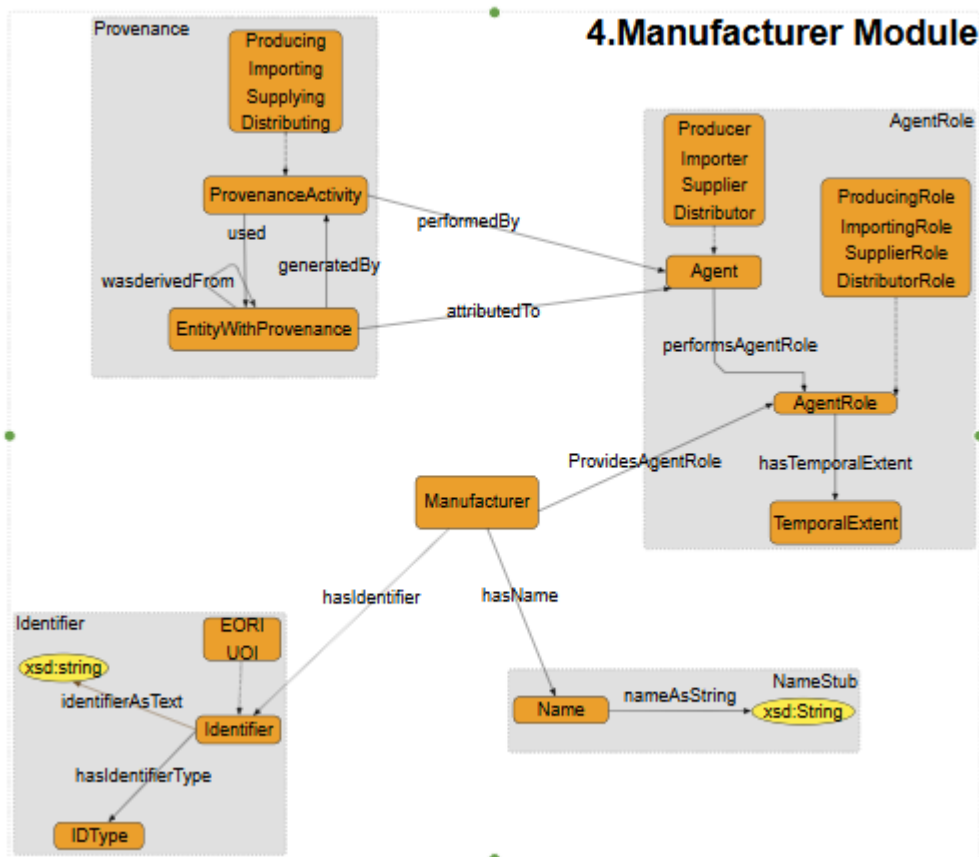 4.Manufacturer Module
Provenance
Producing
Importing
Supplying
Distributing
ProvenanceActivity
used
generatedBy
wasderivedFrom
EntityWithProvenance
performedBy
attributedTo
AgentRole
Producer
Importer
Supplier
Distributor
Agent
ProducingRole
ImportingRole
SupplierRole
DistributorRole
performsAgentRole
AgentRole
hasTemporalExtent
TemporalExtent
ProvidesAgentRole
Manufacturer
hasIdentifier
hasName
Identifier
EORI
UOI
xsd:string
identifierAsText
Identifier
hasIdentifierType
IDType
NameStub
Name
nameAsString
xsd:String